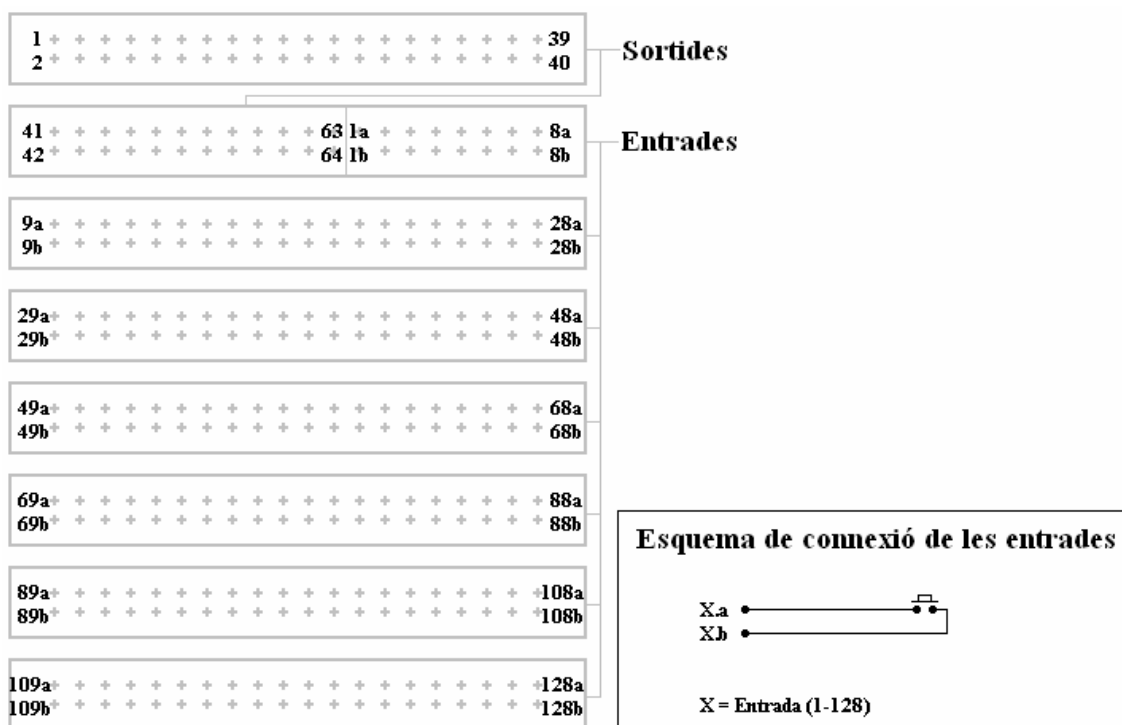 1 39
2 40
Sortides
41 63 1a 8a
42 64 1b 8b
Entrades
9a 28a
9b 28b
29a 48a
29b 48b
49a 68a
49b 68b
69a 88a
69b 88b
89a 108a
89b 108b
109a 128a
109b 128b
Esquema de connexió de les entrades
X.a
X.b
X = Entrada (1-128)